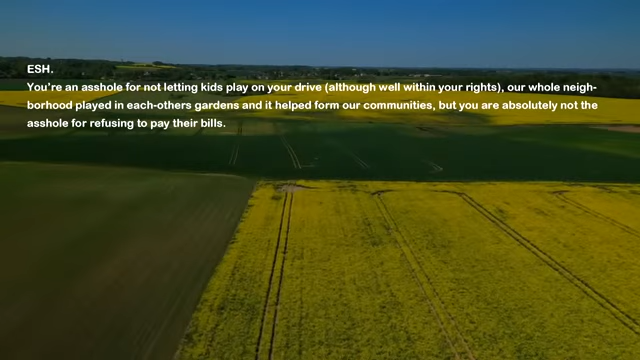 ESH.
You're an asshole for not letting kids play on your drive (although well within your rights), our whole neigh-
borhood played in each-others gardens and it helped form our communities, but you are absolutely not the
asshole for refusing to pay their bills.